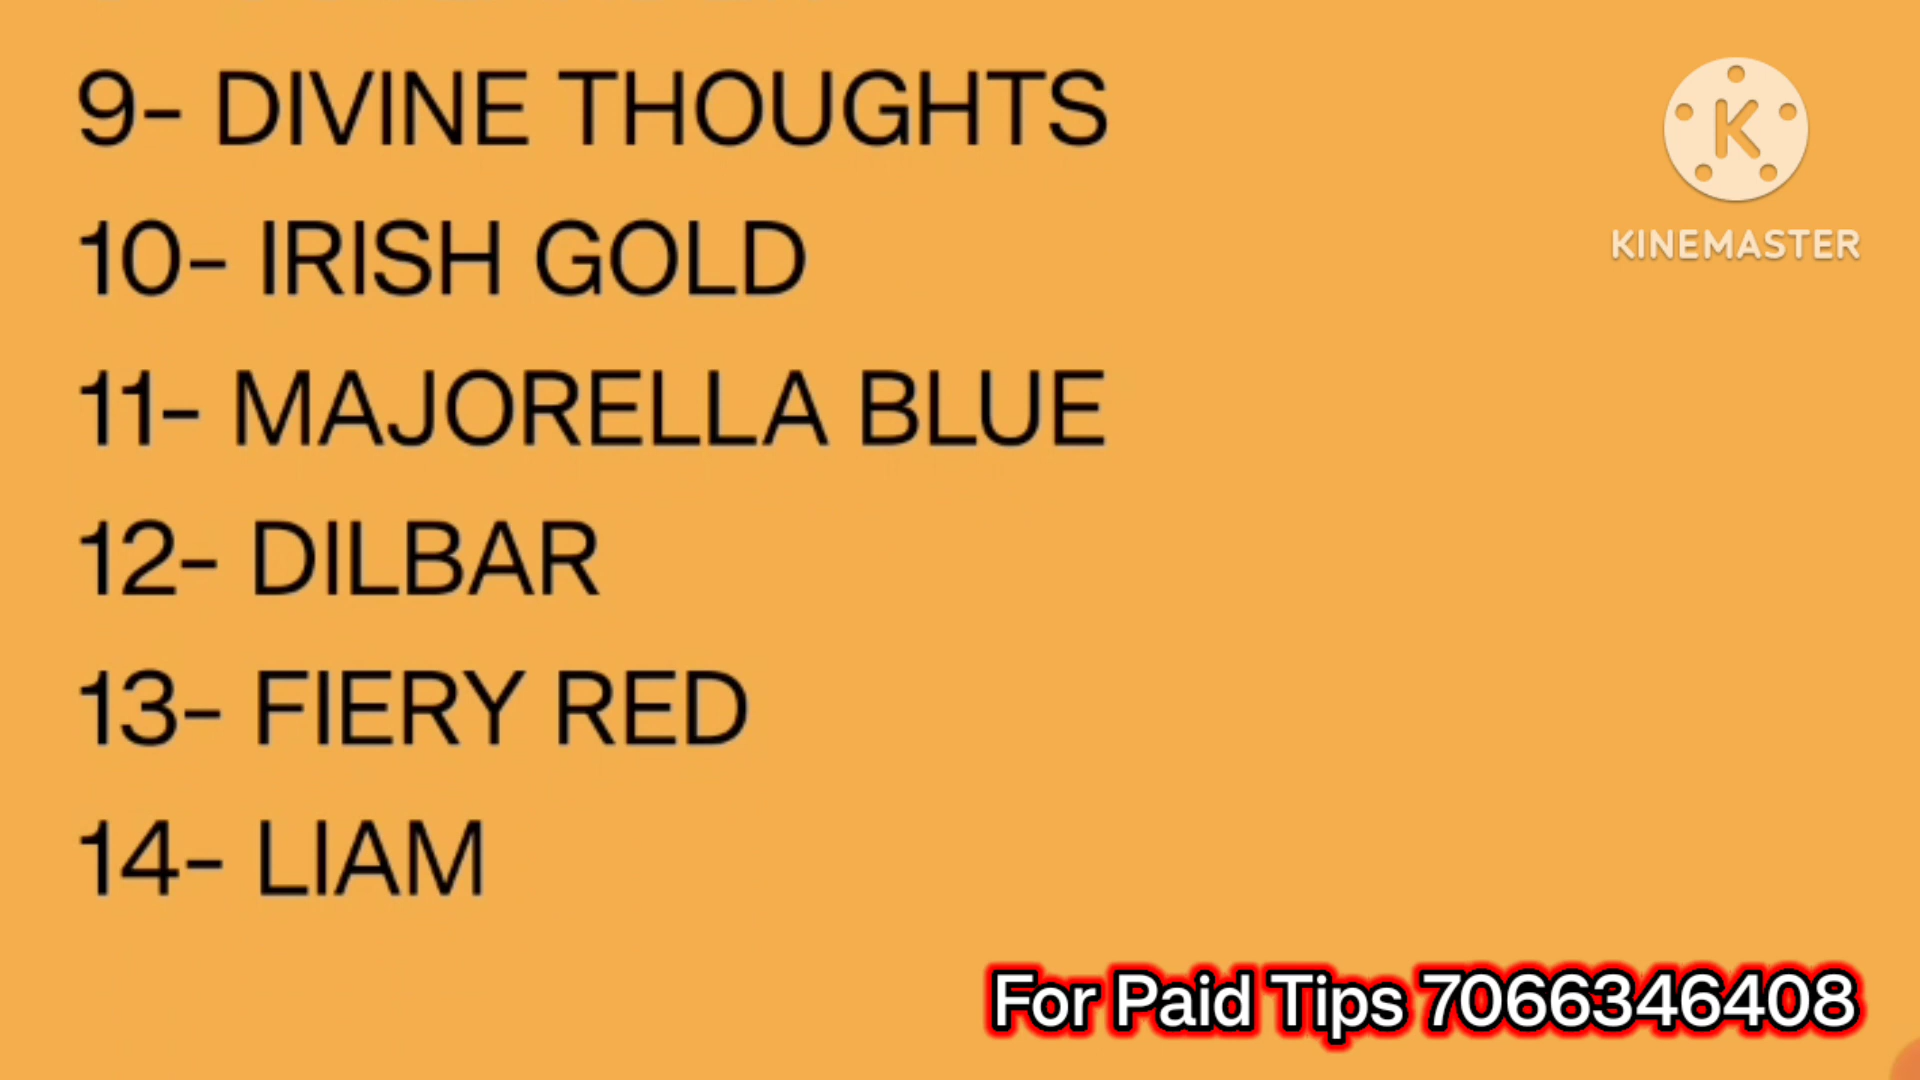 9- DIVINE THOUGHTS
10- IRISH GOLD
11- MAJORELLA BLUE
12- DILBAR
13- FIERY RED
14- LIAM
K
KINEMASTER
For Paid Tips 7066346408